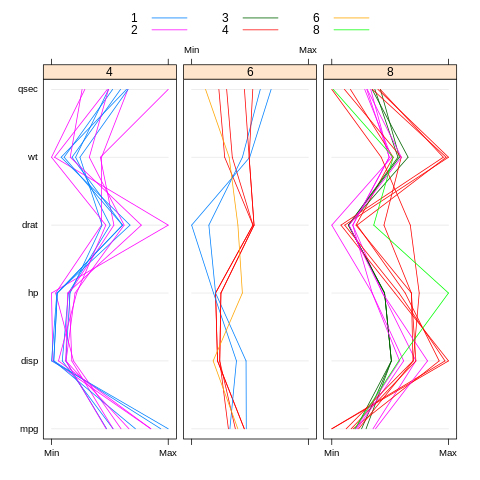 1 3 6
2 4 8
Min Max
4 6 8
qsec
wt
drat
hp
disp
mpg
Min Max Min Max